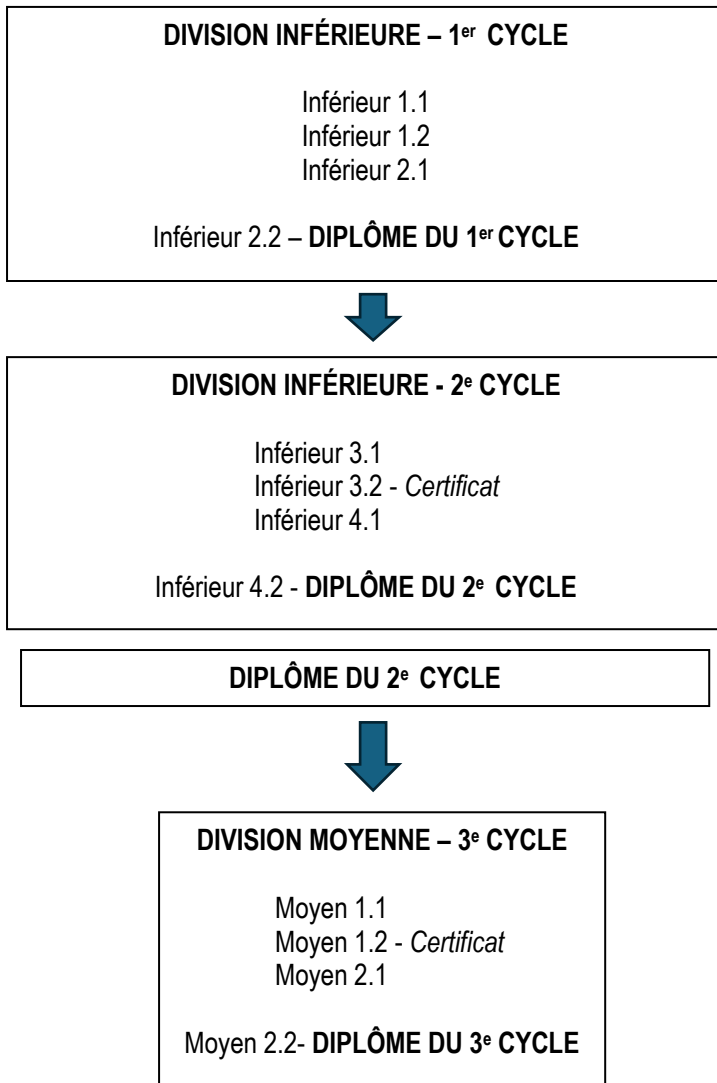 DIVISION INFÉRIEURE – 1er CYCLE
Inférieur 1.1
Inférieur 1.2
Inférieur 2.1
Inférieur 2.2 – DIPLÔME DU 1er CYCLE
DIVISION INFÉRIEURE - 2e CYCLE
Inférieur 3.1
Inférieur 3.2 - Certificat
Inférieur 4.1
Inférieur 4.2 - DIPLÔME DU 2e CYCLE
DIPLÔME DU 2e CYCLE
DIVISION MOYENNE – 3e CYCLE
Moyen 1.1
Moyen 1.2 - Certificat
Moyen 2.1
Moyen 2.2- DIPLÔME DU 3e CYCLE